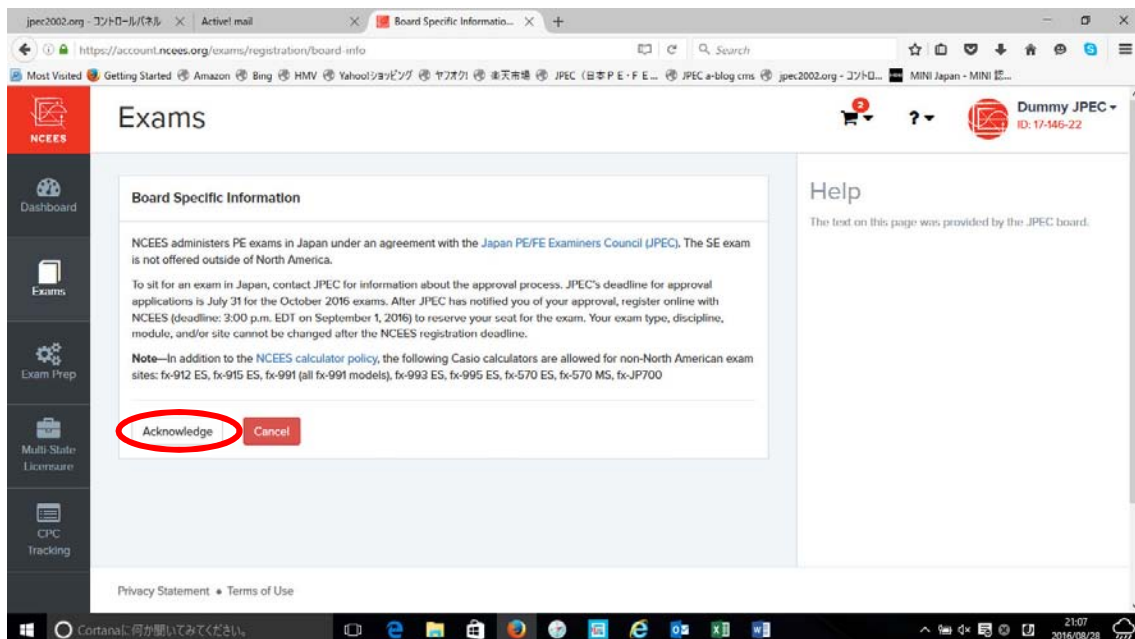 jpec2002.org - コントロールパネル
Active! mail
Board Specific Informatio...
https://account.ncees.org/exams/registration/board-info
Search
Most Visited Getting Started Amazon Bing HMV Yahoo!ショッピング ヤフオク! 楽天市場 JPEC（日本ＰＥ・ＦＥ... JPEC a-blog cms jpec2002.org - コントロ... MINI Japan - MINI 認...
NCEES
Exams
2
?
Dummy JPEC
ID: 17-146-22
Dashboard
Exams
Exam Prep
Multi-State
Licensure
CPC
Tracking
Board Specific Information
NCEES administers PE exams in Japan under an agreement with the Japan PE/FE Examiners Council (JPEC). The SE exam
is not offered outside of North America.
To sit for an exam in Japan, contact JPEC for information about the approval process. JPEC's deadline for approval
applications is July 31 for the October 2016 exams. After JPEC has notified you of your approval, register online with
NCEES (deadline: 3:00 p.m. EDT on September 1, 2016) to reserve your seat for the exam. Your exam type, discipline,
module, and/or site cannot be changed after the NCEES registration deadline.
Note—In addition to the NCEES calculator policy, the following Casio calculators are allowed for non-North American exam
sites: fx-912 ES, fx-915 ES, fx-991 (all fx-991 models), fx-993 ES, fx-995 ES, fx-570 ES, fx-570 MS, fx-JP700
Acknowledge
Cancel
Help
The text on this page was provided by the JPEC board.
Privacy Statement • Terms of Use
Cortanaに何か聞いてみてください。
21:07
2016/08/28